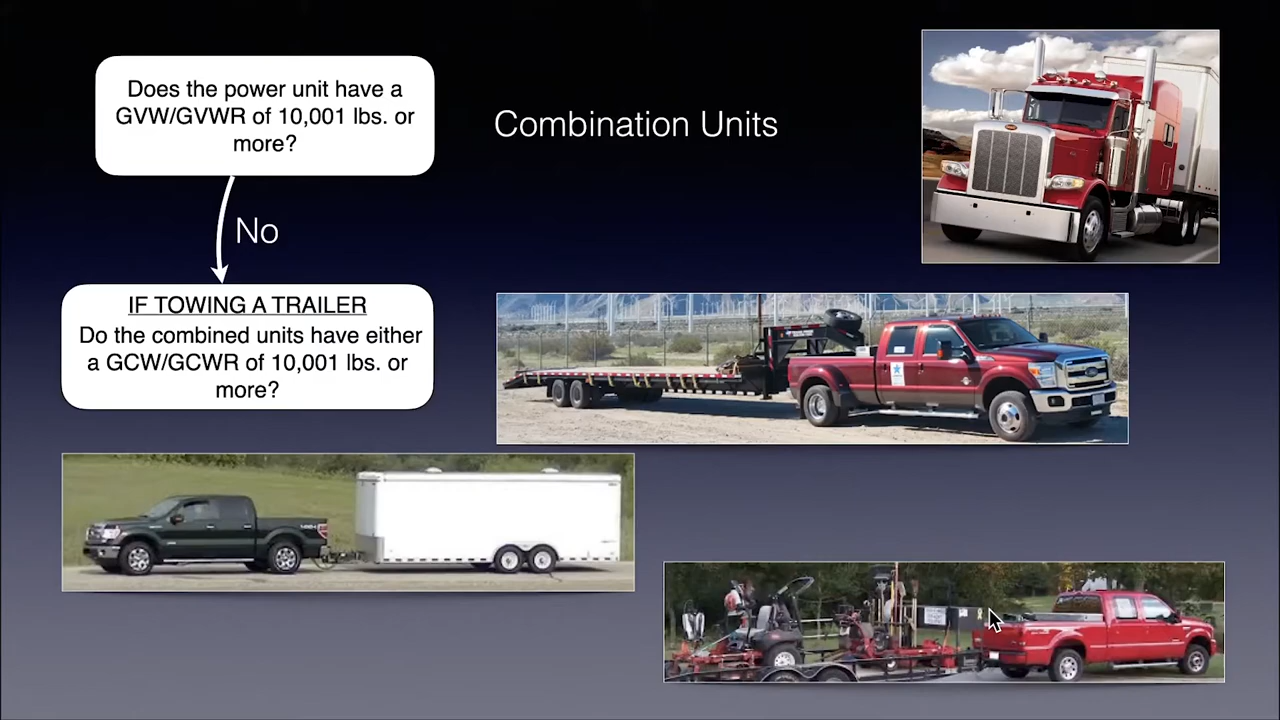 Does the power unit have a
GVW/GVWR of 10,001 lbs. or
more?
Combination Units
No
IF TOWING A TRAILER
Do the combined units have either
a GCW/GCWR of 10,001 lbs. or
more?